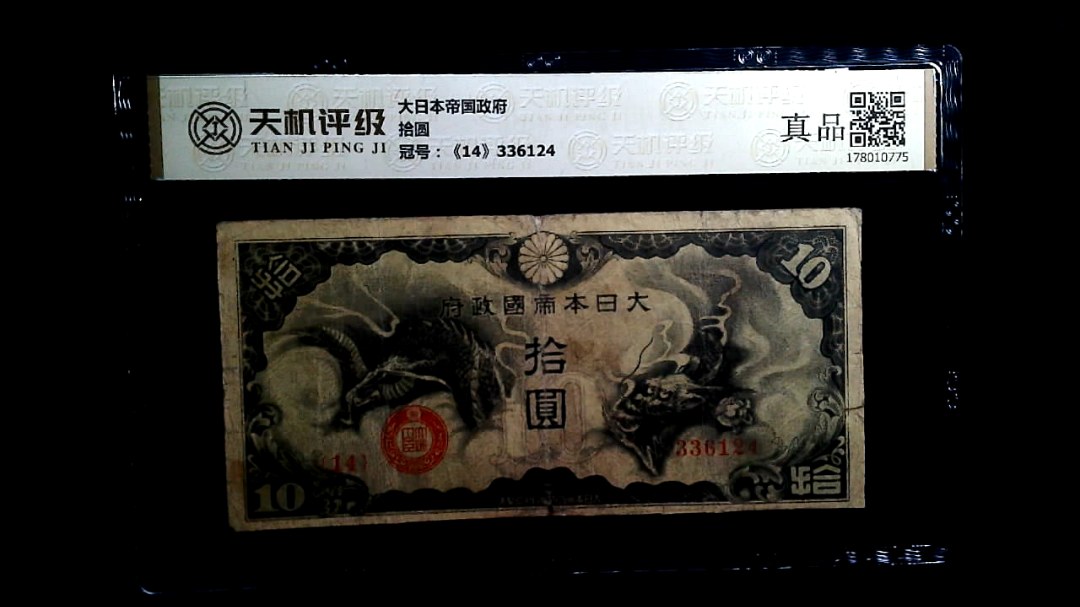 天机评级
TIAN JI PING JI
大日本帝国政府
拾圆
冠号：《14》336124
真品
178010775
10
府政國帝本日大
拾
圓
{14}
336124
10
拾